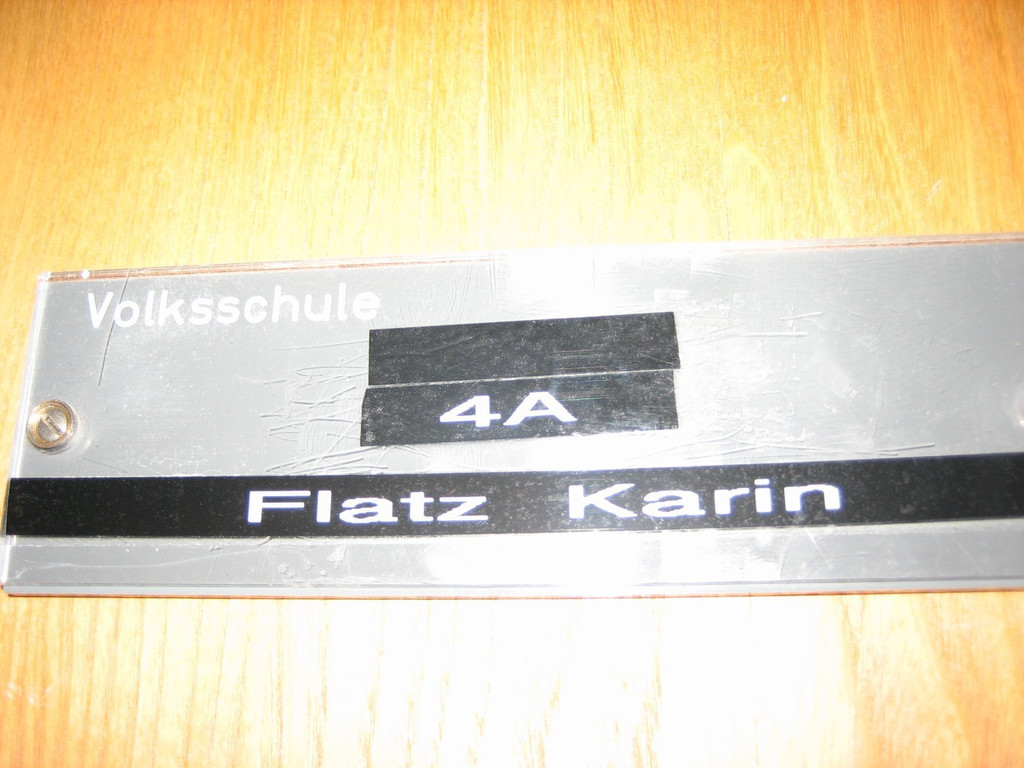 Volksschule
4A
Flatz Karin